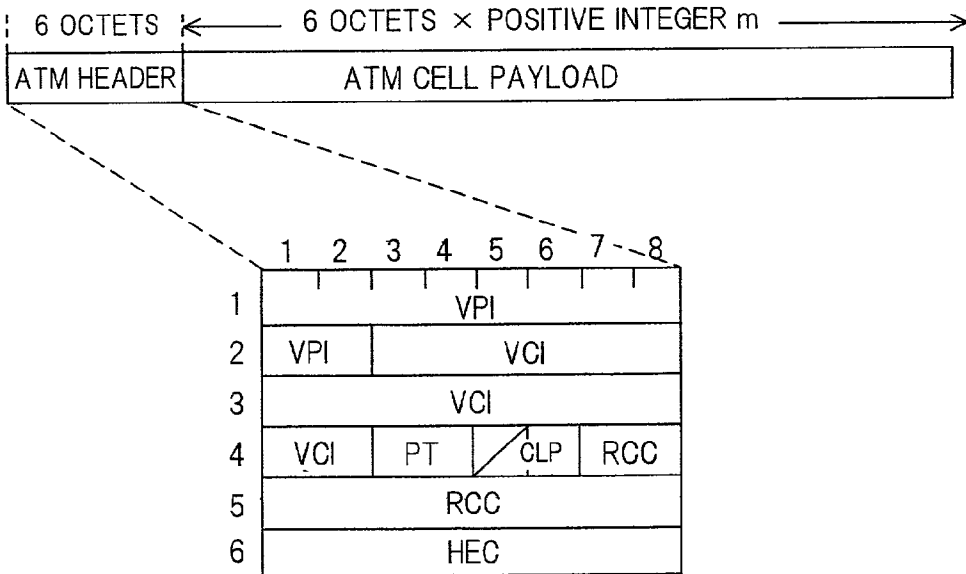 6 OCTETS
6 OCTETS × POSITIVE INTEGER m
ATM HEADER
ATM CELL PAYLOAD
1 2 3 4 5 6 7 8
1 VPI
2 VPI VCI
3 VCI
4 VCI PT CLP RCC
5 RCC
6 HEC